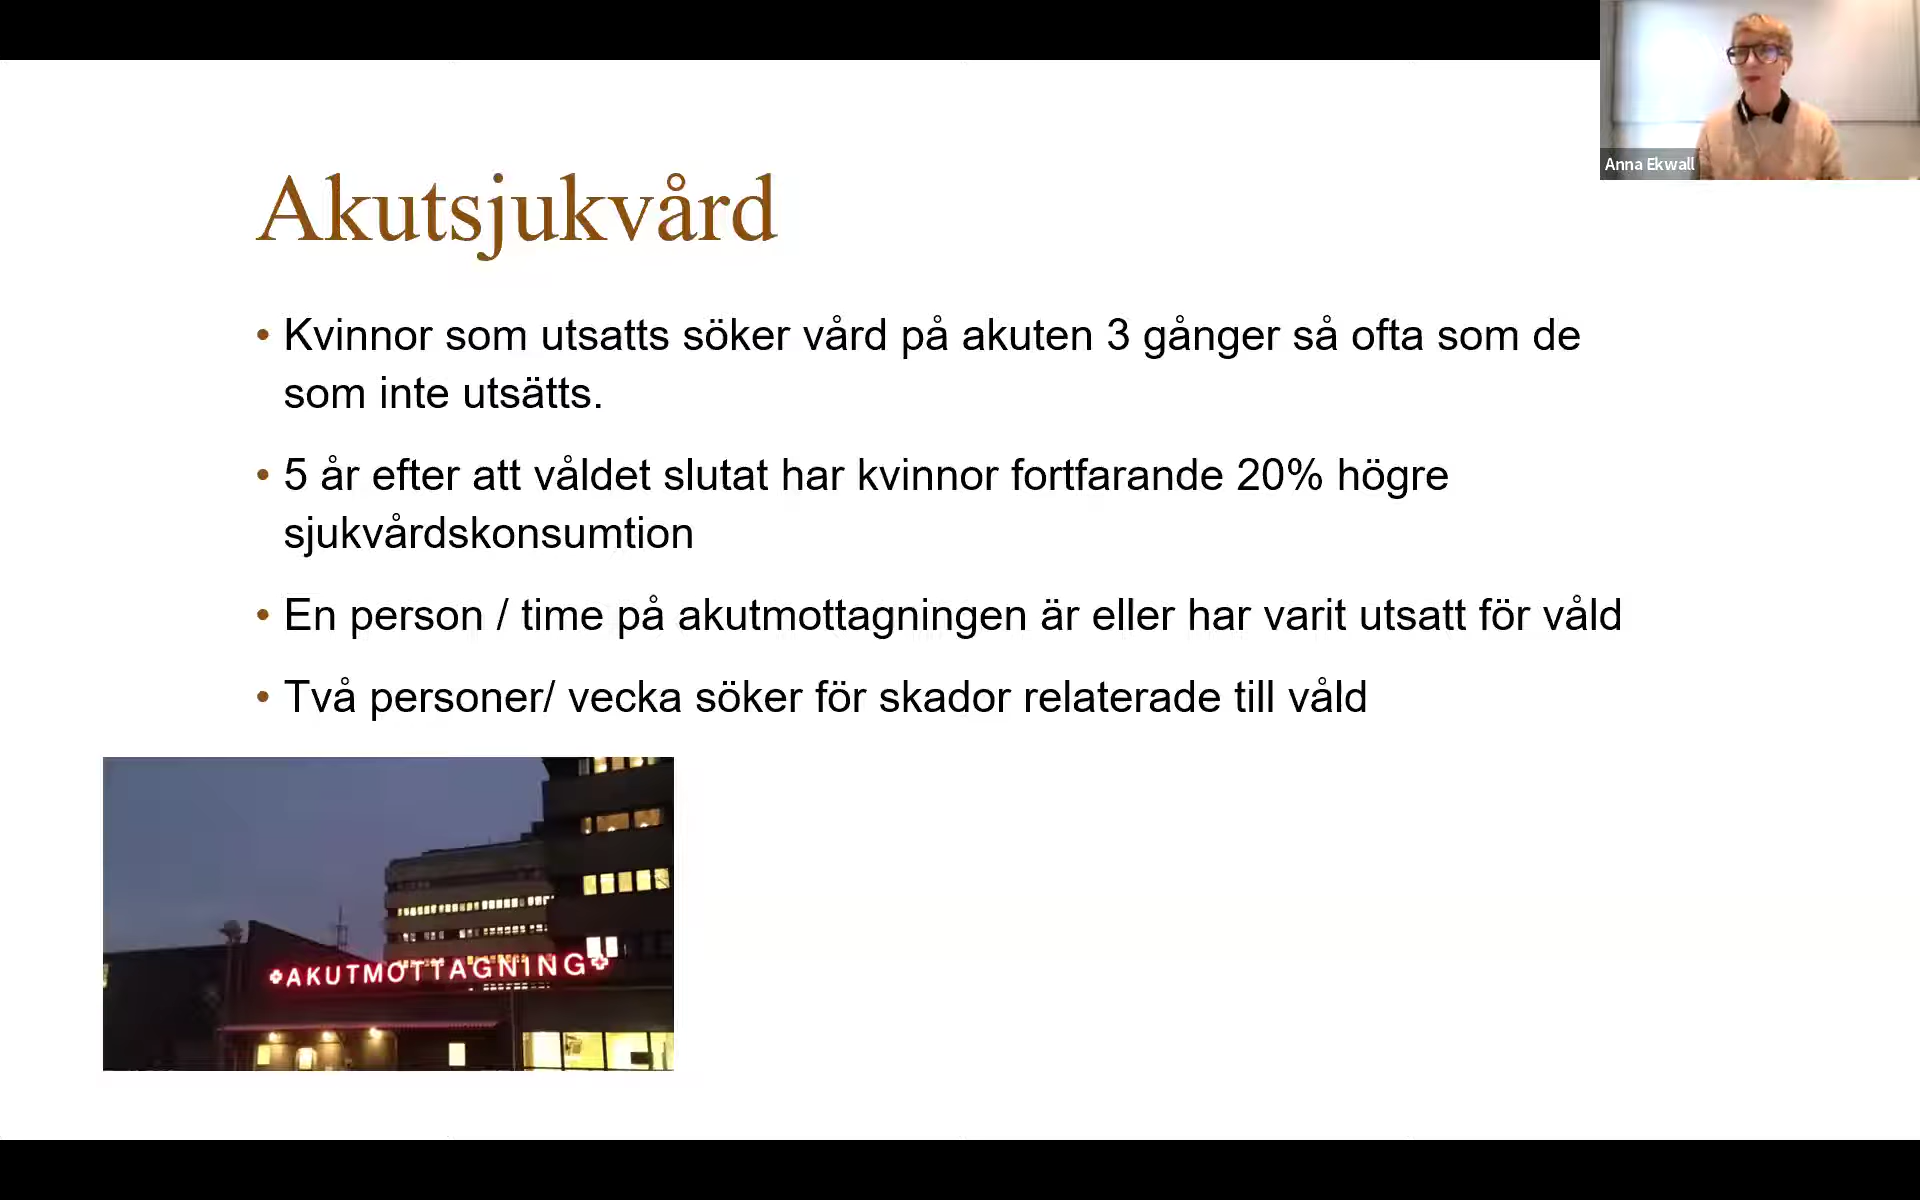 Anna Ekwall
Akutsjukvård
• Kvinnor som utsatts söker vård på akuten 3 gånger så ofta som de
som inte utsätts.
• 5 år efter att våldet slutat har kvinnor fortfarande 20% högre
sjukvårdskonsumtion
• En person / time på akutmottagningen är eller har varit utsatt för våld
• Två personer/ vecka söker för skador relaterade till våld
AKUTMOTTAGNING